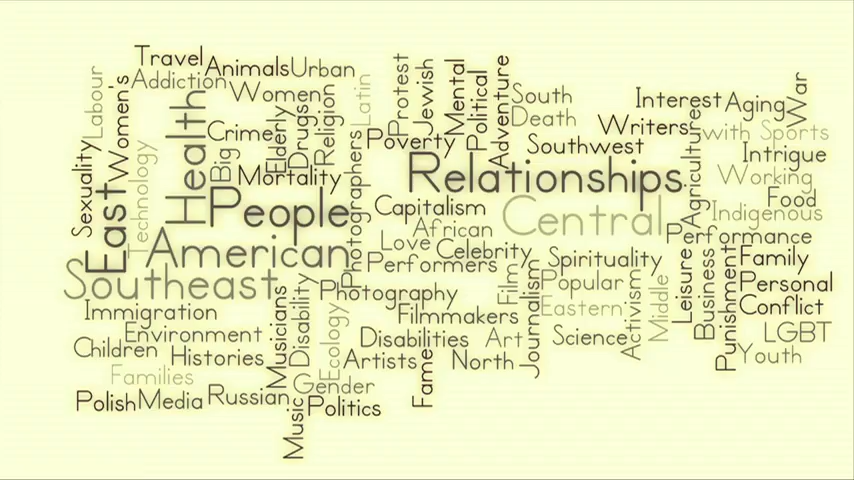 Travel
Addiction
Animals
Urban
Women
Labour
Women's
Health
Crime
Big
Elderly
Drugs
Religion
Latin
Protest
Jewish
Mental
Political
Adventure
South
Death
Interest
Aging
War
Writers
with
Sports
Poverty
Southwest
Agriculture
Intrigue
Sexuality
East
Technology
Mortality
Photographers
Relationships
Working
Food
People
Capitalism
African
Central
Indigenous
Performance
American
Love
Celebrity
Performers
Spirituality
Family
Southeast
Photography
Film
Popular
Personal
Immigration
Musicians
Disability
Ecology
Filmmakers
Journalism
Eastern
Activism
Middle
Leisure
Business
Punishment
Conflict
Environment
Disabilities
Art
Science
LGBT
Children
Histories
Artists
North
Youth
Families
Gender
Fame
Polish
Media
Russian
Music
Politics